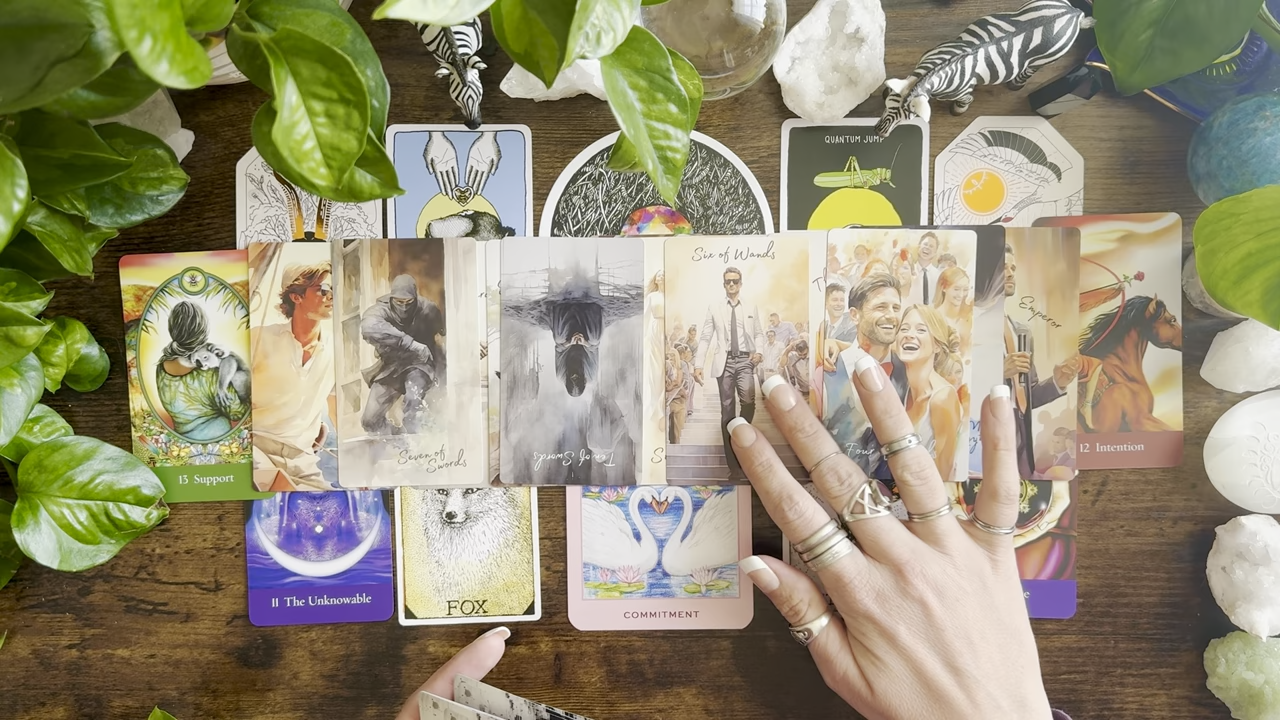 QUANTUM JUMP
Six of Wands
Emperor
13 Support
Seven of
Swords
Ten of Swords
S
Four
12 Intention
11 The Unknowable
FOX
COMMITMENT
e